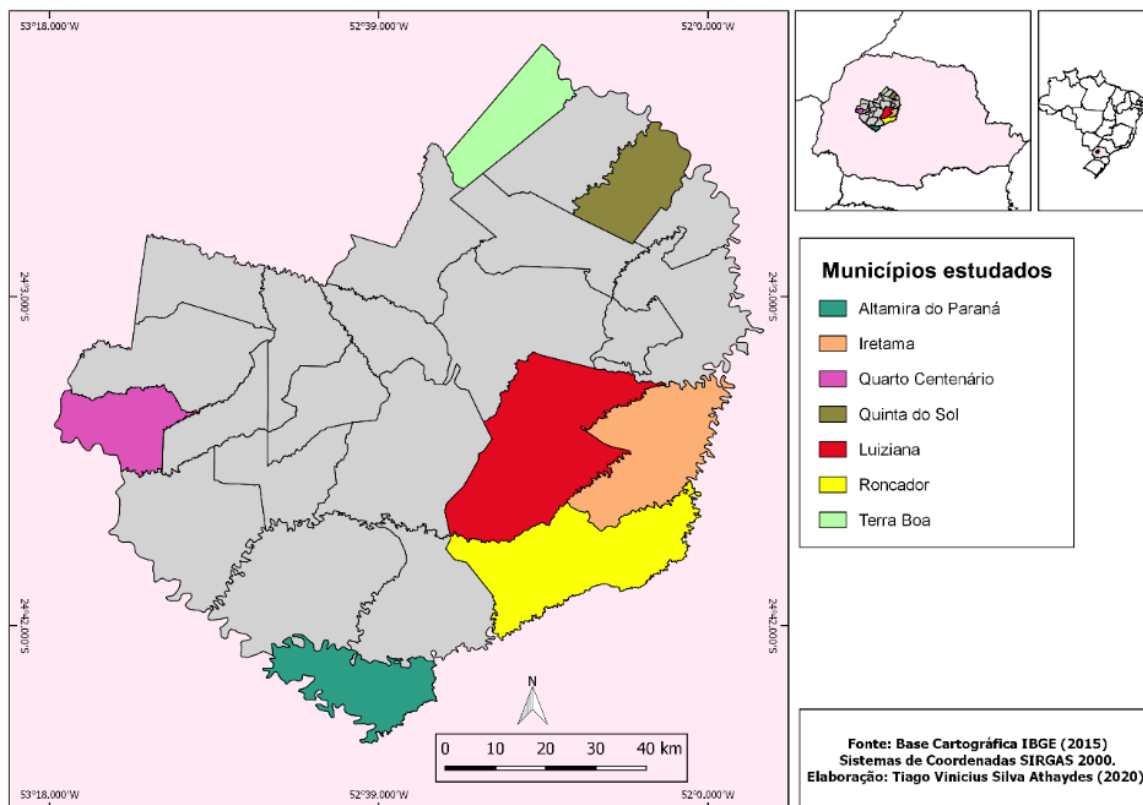 53°18.000'W
52°39.000'W
52°0.000'W
24°3.000'S
24°3.000'S
24°42.000'S
24°42.000'S
N
0 10 20 30 40 km
53°18.000'W
52°39.000'W
52°0.000'W
Municípios estudados
Altamira do Paraná
Iretama
Quarto Centenário
Quinta do Sol
Luiziana
Roncador
Terra Boa
Fonte: Base Cartográfica IBGE (2015)
Sistemas de Coordenadas SIRGAS 2000.
Elaboração: Tiago Vinicius Silva Athaydes (2020)